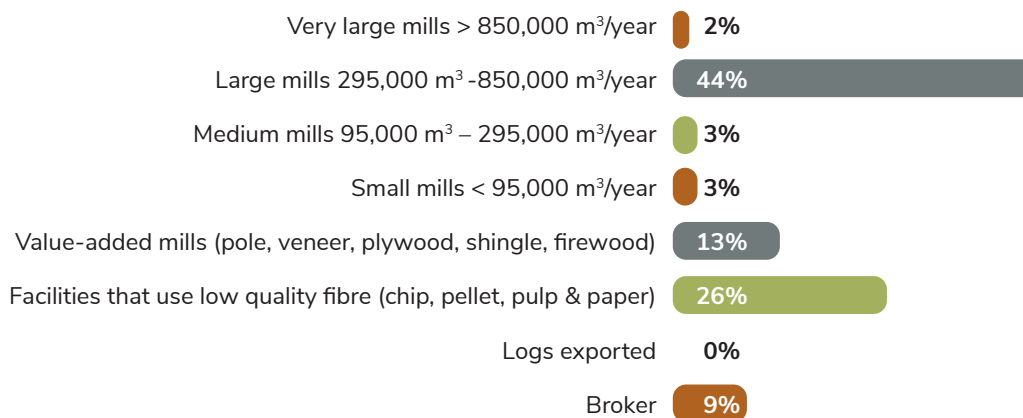 Very large mills > 850,000 m³/year 2%
Large mills 295,000 m³ -850,000 m³/year 44%
Medium mills 95,000 m³ – 295,000 m³/year 3%
Small mills < 95,000 m³/year 3%
Value-added mills (pole, veneer, plywood, shingle, firewood) 13%
Facilities that use low quality fibre (chip, pellet, pulp & paper) 26%
Logs exported 0%
Broker 9%